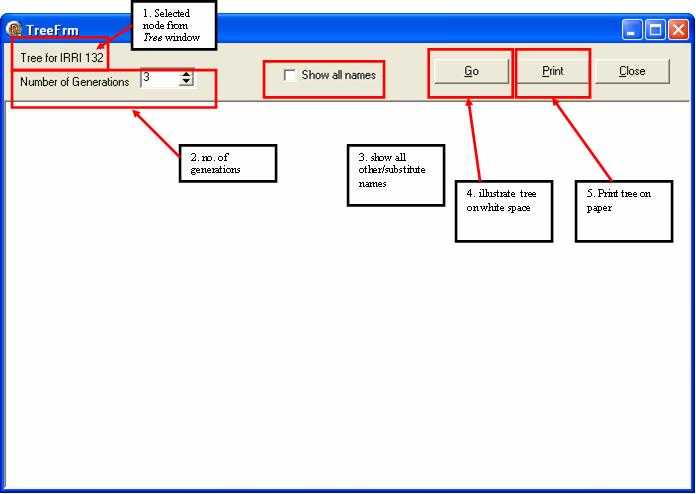 TreeFrm
1. Selected
node from
Tree window
Tree for IRRI 132
Number of Generations
3
Show all names
Go
Print
Close
2. no. of
generations
3. show all
other/substitute
names
4. illustrate tree
on white space
5. Print tree on
paper